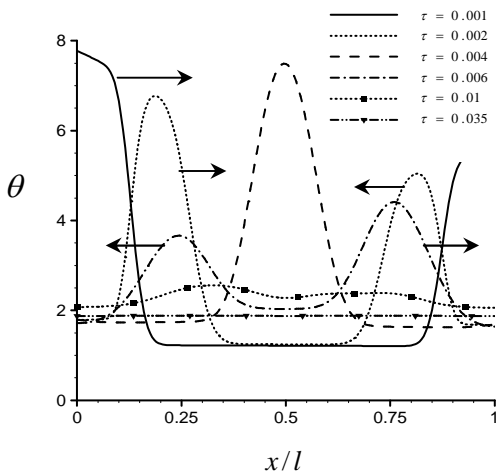 τ = 0.001
τ = 0.002
τ = 0.004
τ = 0.006
τ = 0.01
τ = 0.035
8
6
θ
4
2
0
0 0.25 0.5 0.75 1
x/l